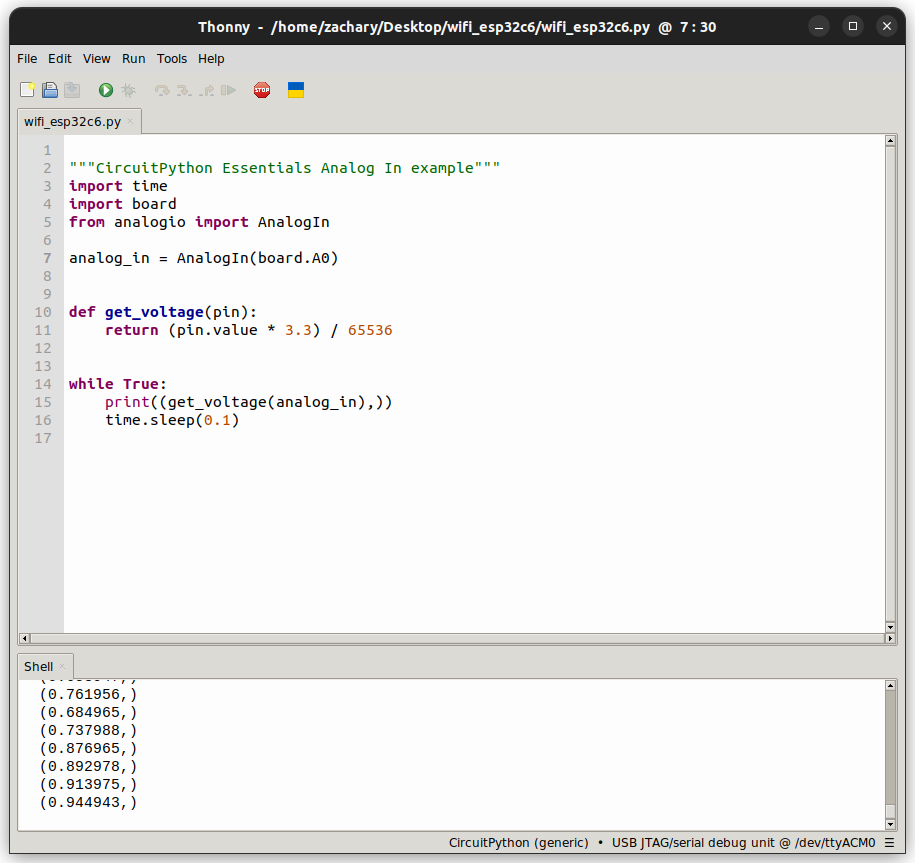 Thonny - /home/zachary/Desktop/wifi_esp32c6/wifi_esp32c6.py @ 7 : 30
File Edit View Run Tools Help
STOP
wifi_esp32c6.py
1
2 """CircuitPython Essentials Analog In example"""
3 import time
4 import board
5 from analogio import AnalogIn
6
7 analog_in = AnalogIn(board.A0)
8
9
10 def get_voltage(pin):
11     return (pin.value * 3.3) / 65536
12
13
14 while True:
15     print((get_voltage(analog_in),))
16     time.sleep(0.1)
17
Shell
(0.761956,)
(0.684965,)
(0.737988,)
(0.876965,)
(0.892978,)
(0.913975,)
(0.944943,)
CircuitPython (generic) • USB JTAG/serial debug unit @ /dev/ttyACM0 ☰